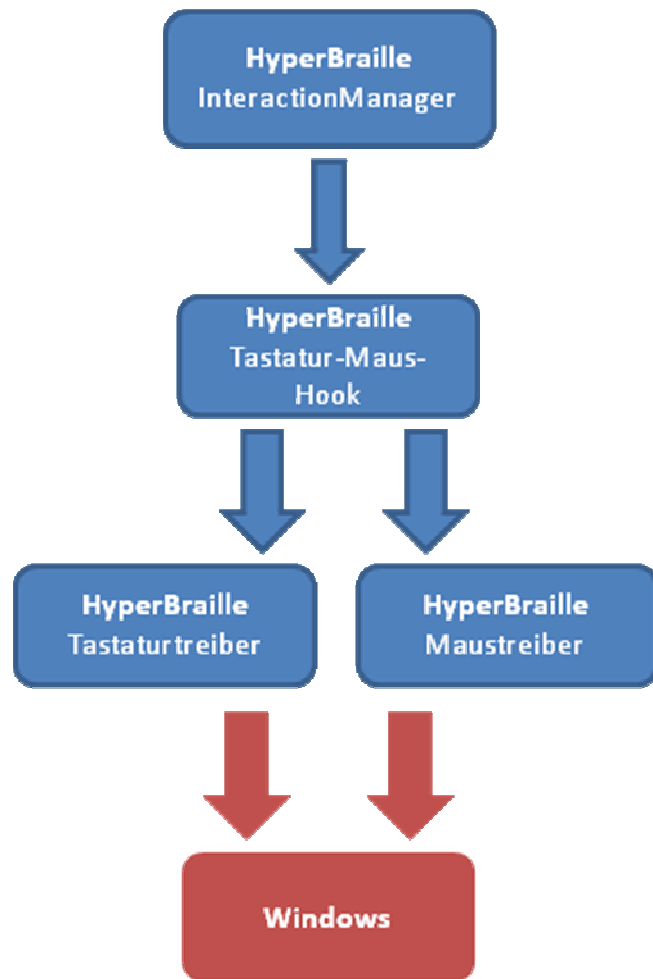 HyperBraille
InteractionManager
HyperBraille
Tastatur-Maus-
Hook
HyperBraille
Tastaturtreiber
HyperBraille
Maustreiber
Windows